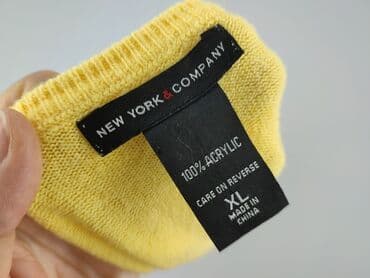 NEW YORK & COMPANY
100% ACRYLIC
CARE ON REVERSE
XL
MADE IN
CHINA